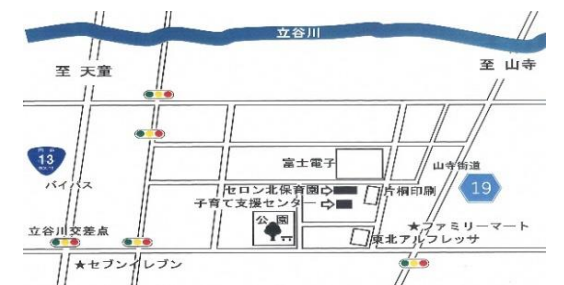 立谷川
至 天童
至 山寺
13
富士電子
山寺街道
バイパス
セロン北保育園⇨
片桐印刷
19
子育て支援センター⇨
公園
★ファミリーマート
立谷川交差点
東北アルフレッサ
★セブンイレブン